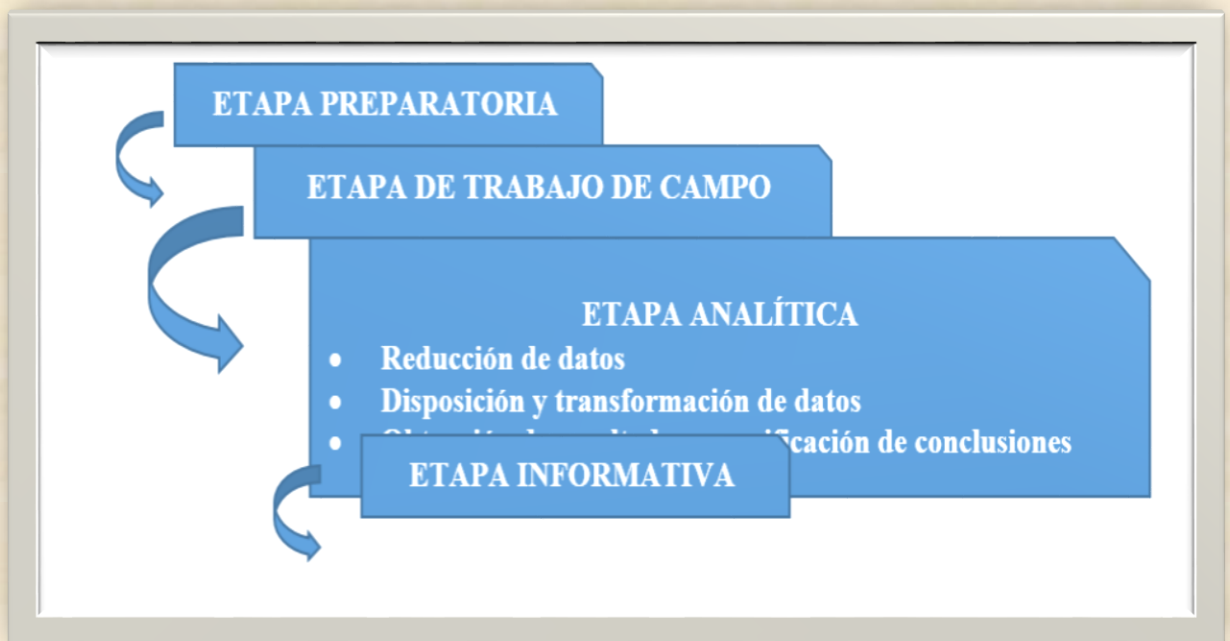 ETAPA PREPARATORIA
ETAPA DE TRABAJO DE CAMPO
ETAPA ANALÍTICA
• Reducción de datos
• Disposición y transformación de datos
• de conclusiones
ETAPA INFORMATIVA